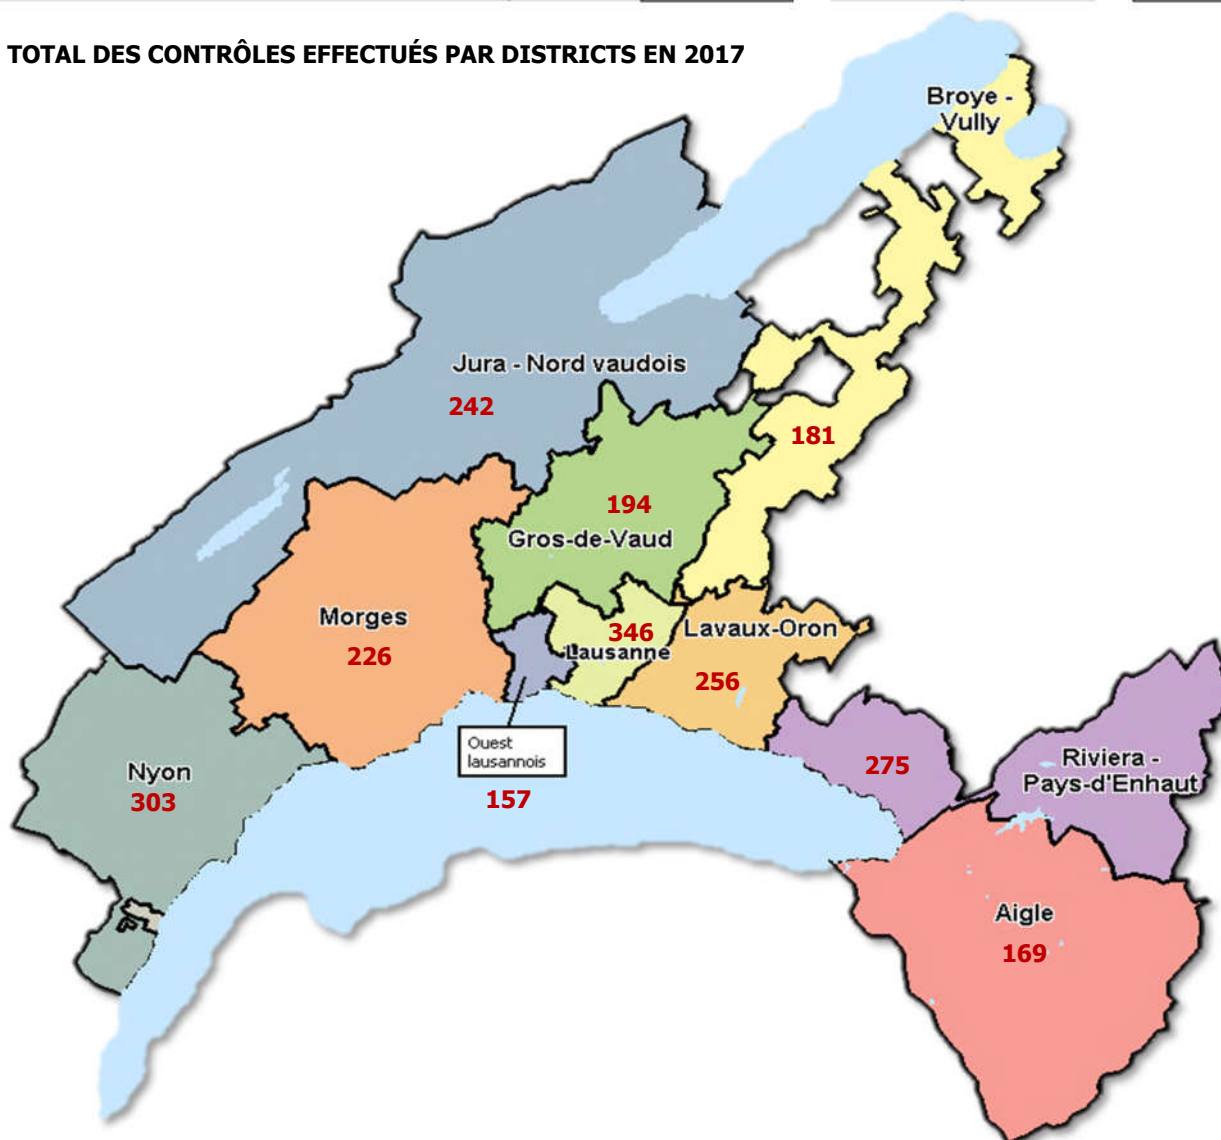 TOTAL DES CONTRÔLES EFFECTUÉS PAR DISTRICTS EN 2017
Broye -
Vully
Jura - Nord vaudois
242
181
194
Gros-de-Vaud
Morges
226
346
Lausanne
Lavaux-Oron
256
Ouest
lausannois
157
Nyon
303
275
Riviera -
Pays-d'Enhaut
Aigle
169